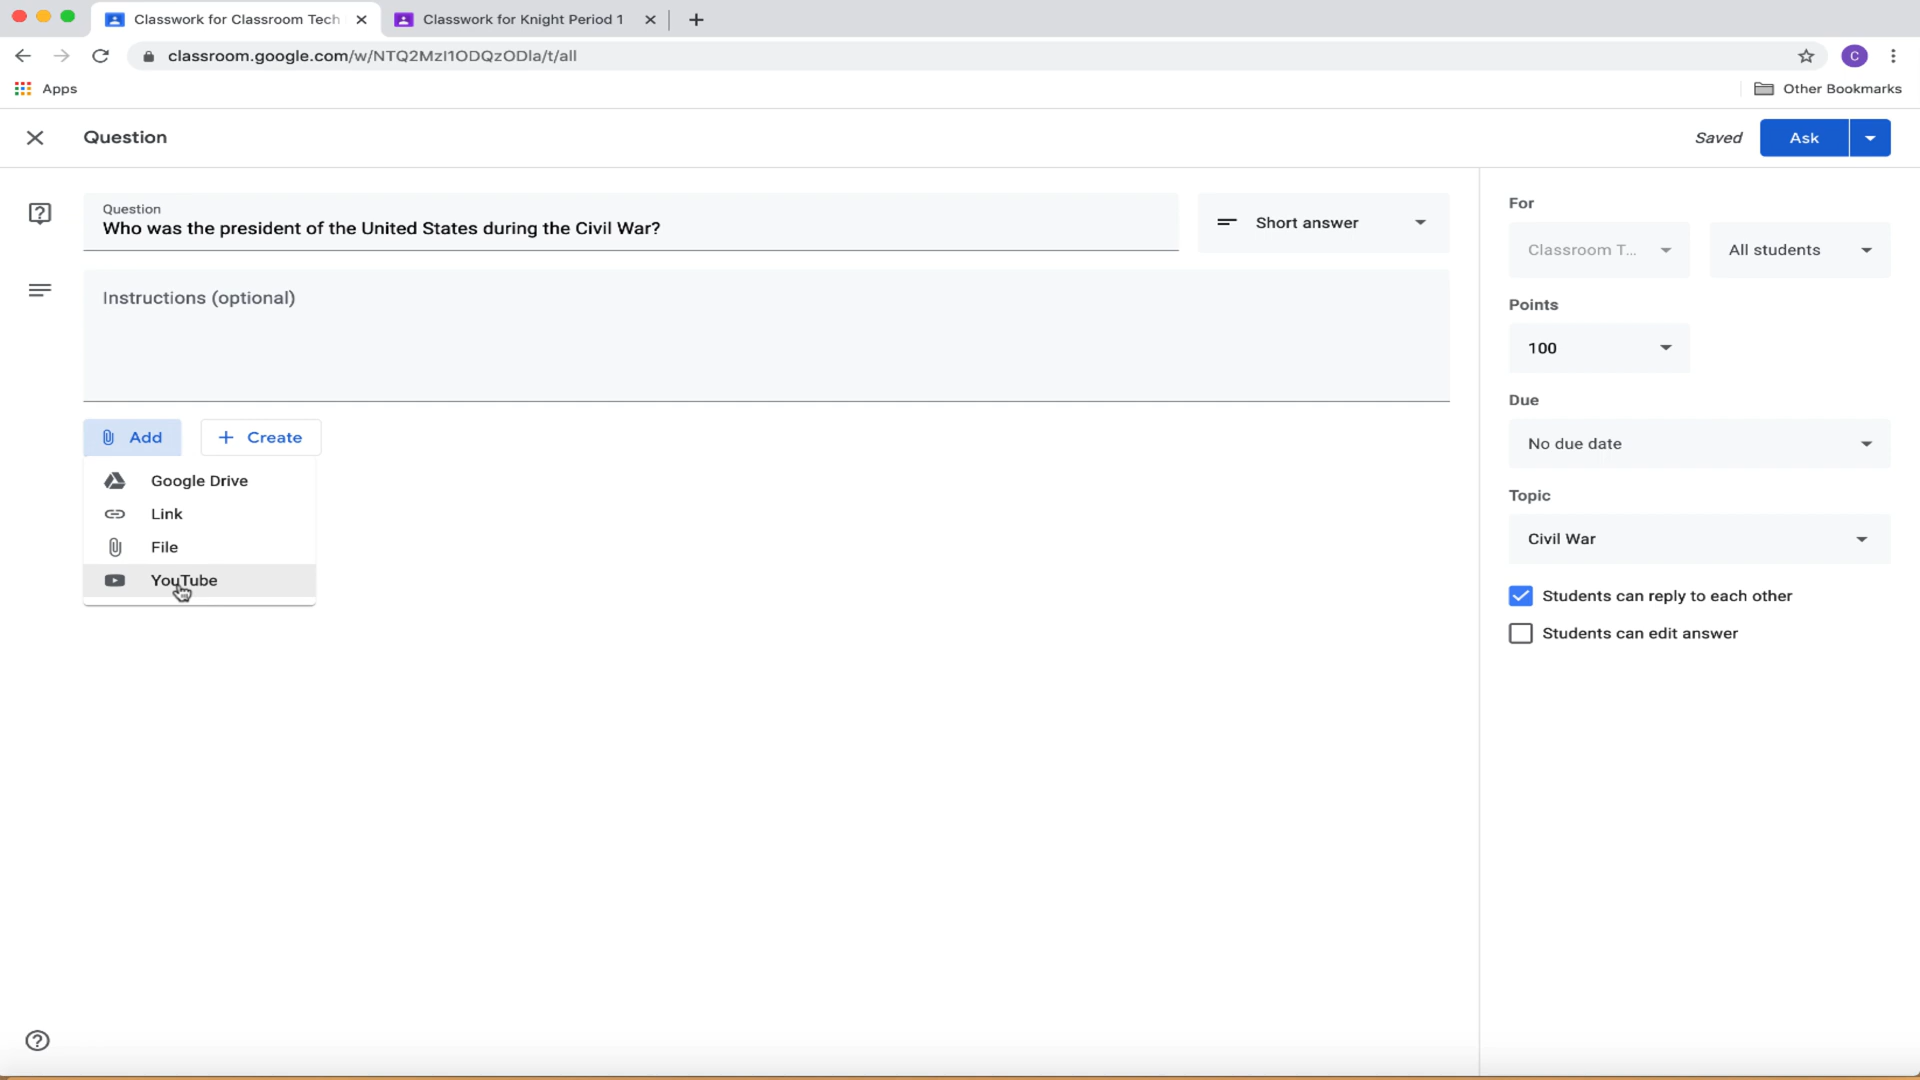 Classwork for Classroom Tech
Classwork for Knight Period 1
classroom.google.com/w/NTQ2MzI1ODQzODla/t/all
C
Apps
Other Bookmarks
Question
Saved
Ask
Question
Who was the president of the United States during the Civil War?
Short answer
Instructions (optional)
Add
Create
Google Drive
Link
File
YouTube
For
Classroom T...
All students
Points
100
Due
No due date
Topic
Civil War
Students can reply to each other
Students can edit answer